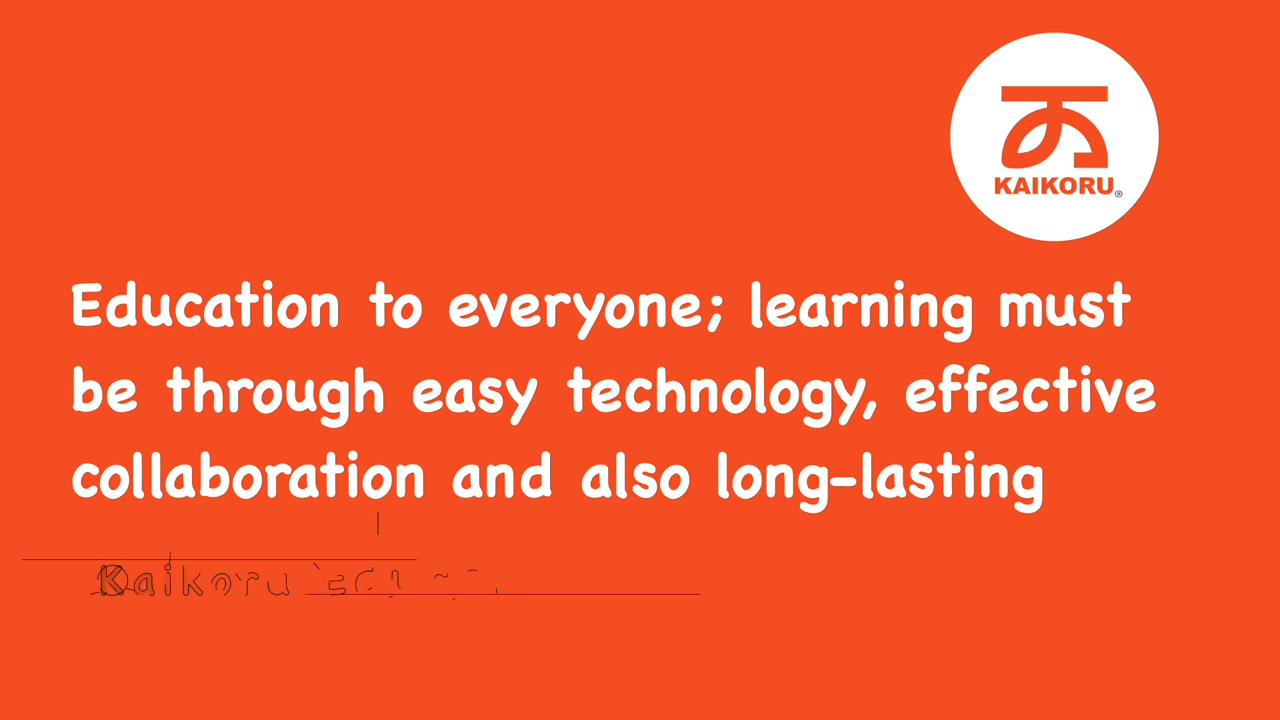 KAIKORU®
Education to everyone; learning must
be through easy technology, effective
collaboration and also long-lasting
Kaikoru